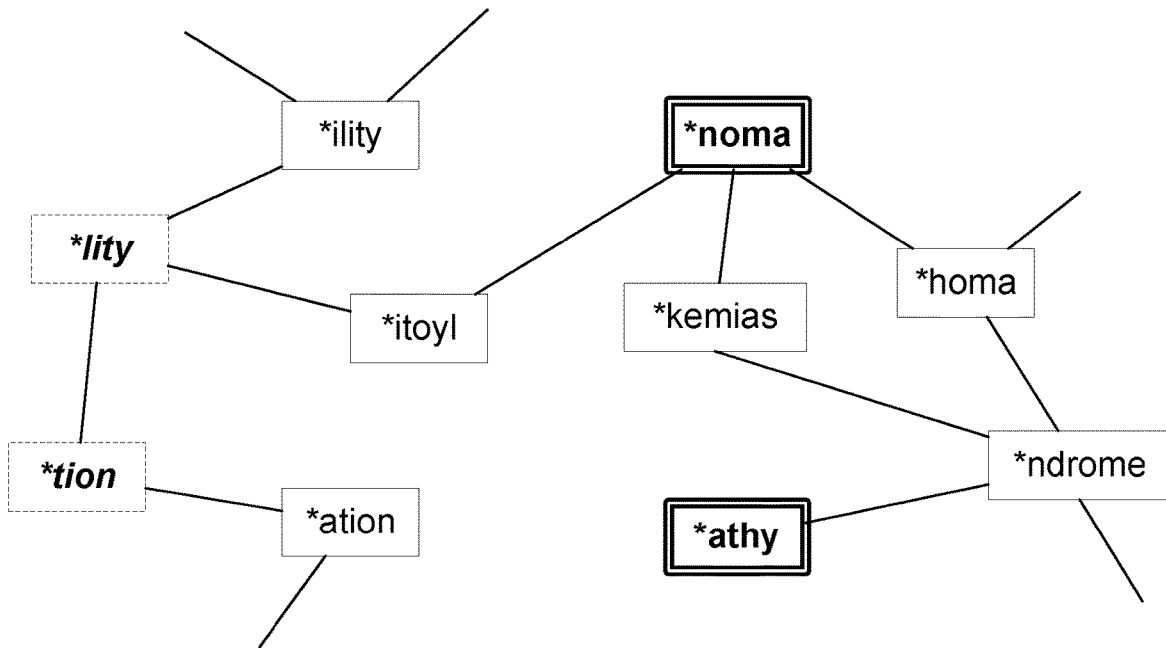 *ility
*noma
*lity
*homa
*itoyl
*kemias
*tion
*ndrome
*ation
*athy